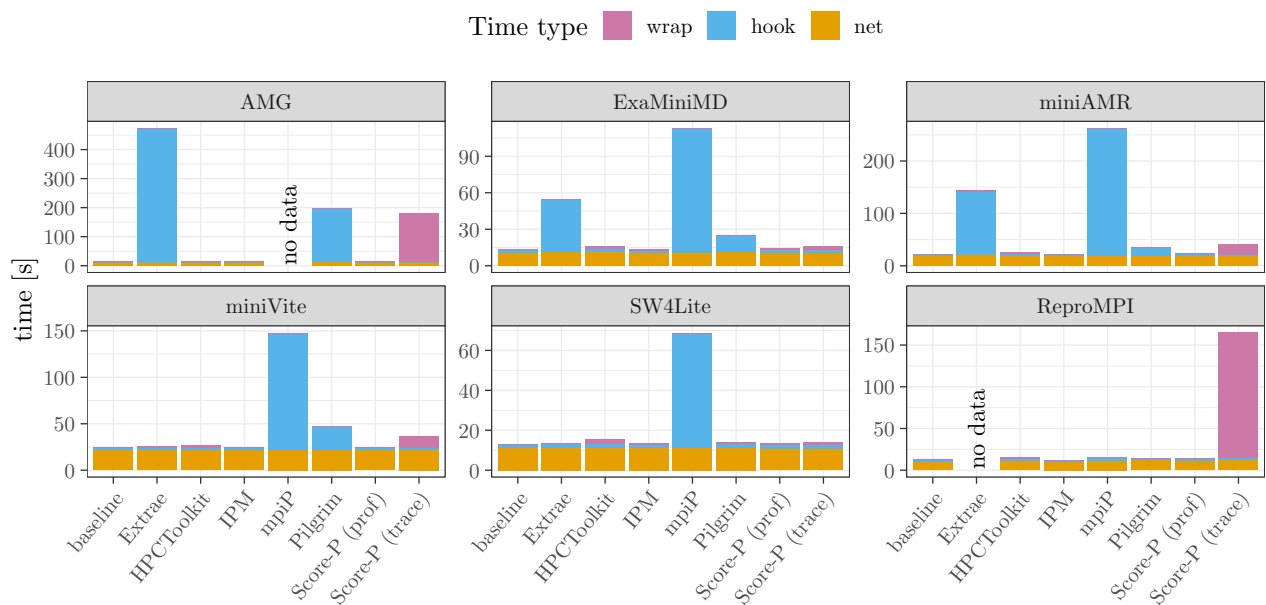 Time type wrap hook net
AMG
ExaMiniMD
miniAMR
400
300
200
100
0
no data
90
60
30
0
200
100
0
time [s]
miniVite
SW4Lite
ReproMPI
150
100
50
0
60
40
20
0
150
100
50
0
no data
baseline
Extrae
HPCToolkit
IPM
mpiP
Pilgrim
Score-P (prof)
Score-P (trace)
baseline
Extrae
HPCToolkit
IPM
mpiP
Pilgrim
Score-P (prof)
Score-P (trace)
baseline
Extrae
HPCToolkit
IPM
mpiP
Pilgrim
Score-P (prof)
Score-P (trace)